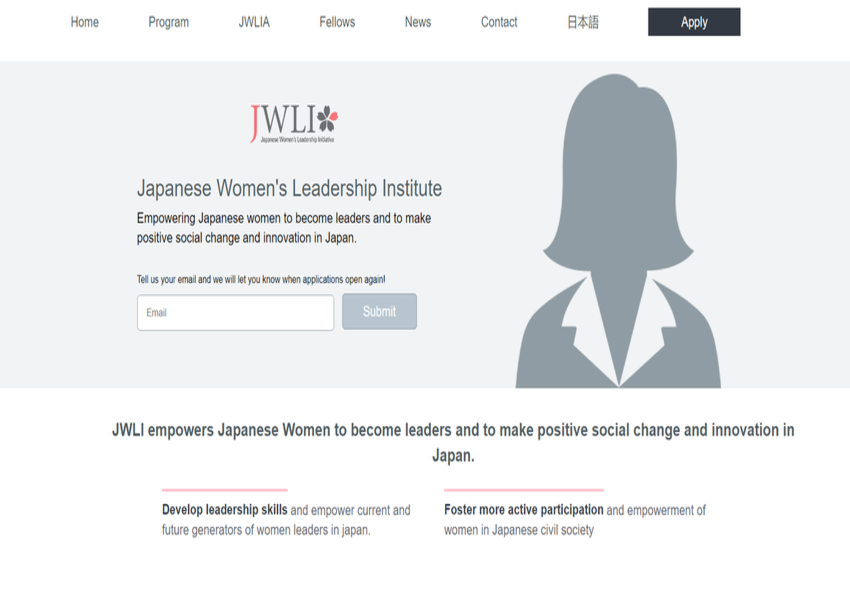 Home Program JWLIA Fellows News Contact 日本語 Apply
JWLI
Japanese Women's Leadership Initiative
Japanese Women's Leadership Institute
Empowering Japanese women to become leaders and to make
positive social change and innovation in Japan.
Tell us your email and we will let you know when applications open again!
Email Submit
JWLI empowers Japanese Women to become leaders and to make positive social change and innovation in
Japan.
Develop leadership skills and empower current and
future generators of women leaders in japan.
Foster more active participation and empowerment of
women in Japanese civil society